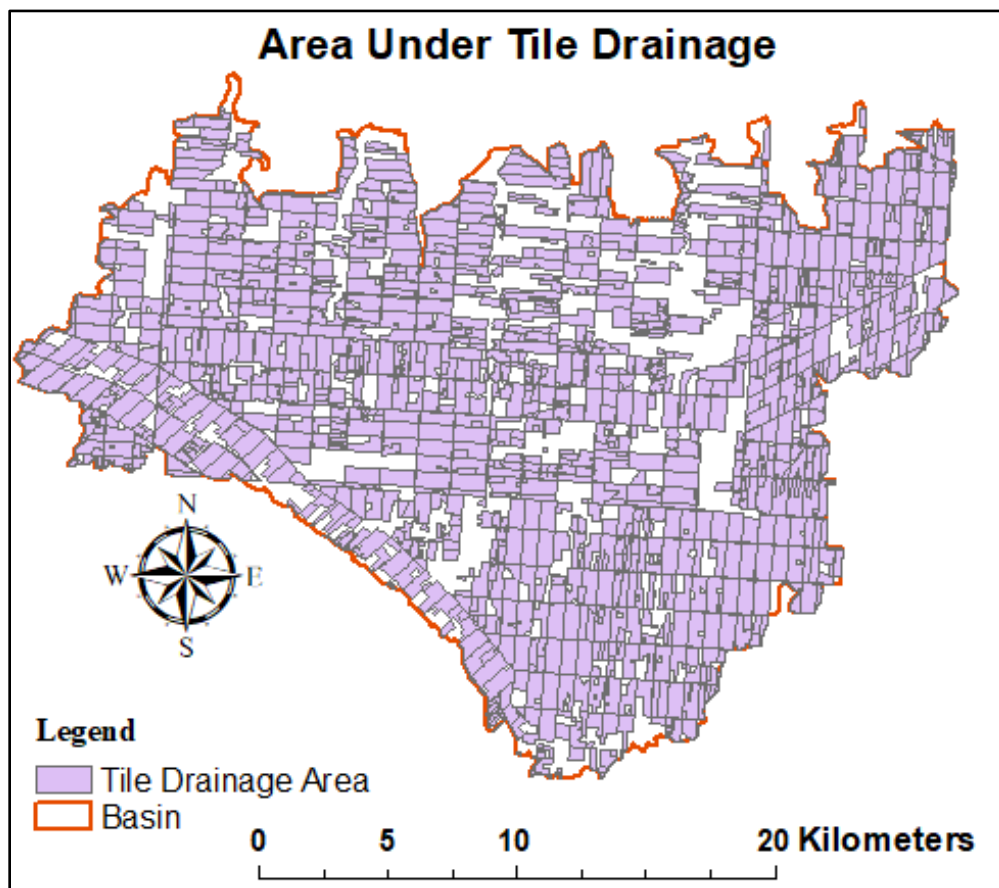 Area Under Tile Drainage
N
W E
S
Legend
Tile Drainage Area
Basin
0 5 10 20 Kilometers